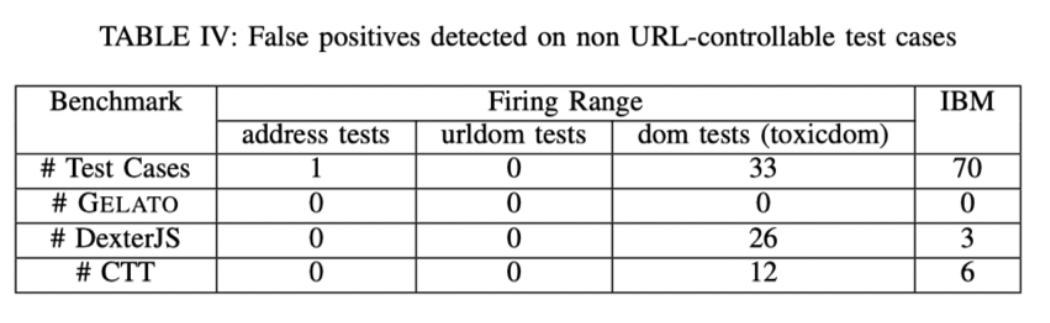 TABLE IV: False positives detected on non URL-controllable test cases
Benchmark Firing Range IBM
address tests urldom tests dom tests (toxicdom)
# Test Cases 1 0 33 70
# GELATO 0 0 0 0
# DexterJS 0 0 26 3
# CTT 0 0 12 6